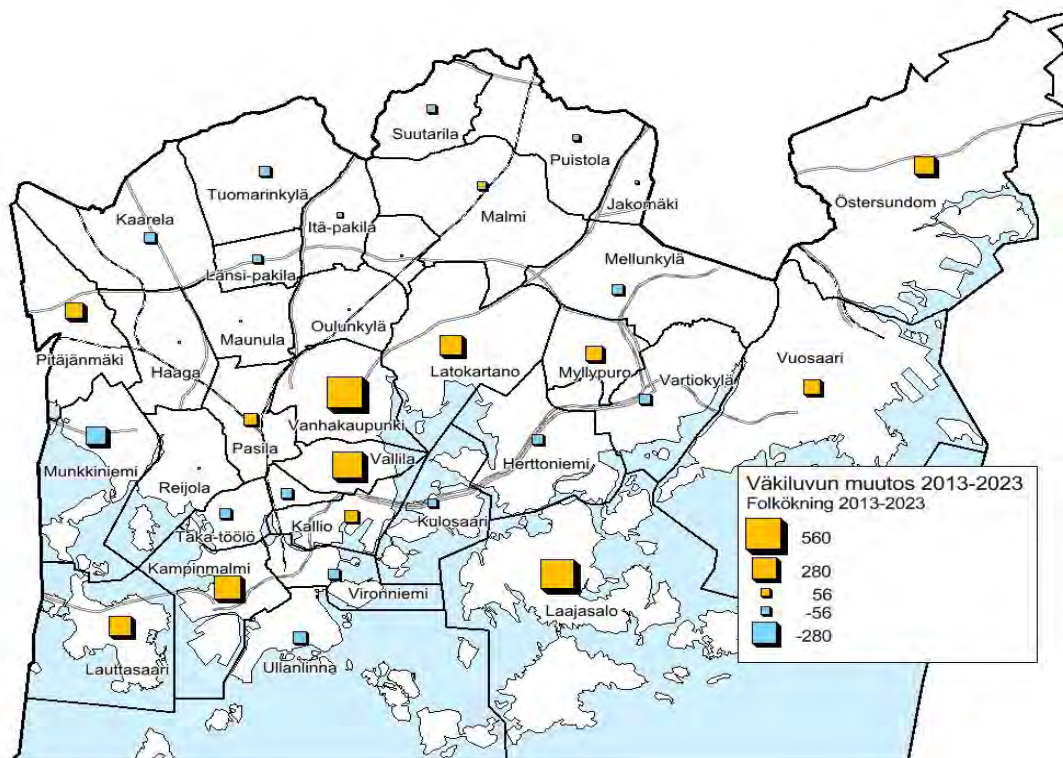 Suutarila
Puistola
Tuomarinkylä
Östersundom
Kaarela
Itä-pakila
Malmi
Jakomäki
Mellunkylä
Länsi-pakila
Maunula
Oulunkylä
Pitäjänmäki
Haaga
Latokartano
Myllypuro
Vuosaari
Vartiokylä
Vanhakaupunki
Pasila
Vallila
Herttoniemi
Munkkiniemi
Reijola
Kallio
Kulosaari
Taka-töölö
Kampinmalmi
Vironniemi
Laajasalo
Lauttasaari
Ullanlinna
Väkiluvun muutos 2013-2023
Folkökning 2013-2023
560
280
56
-56
-280